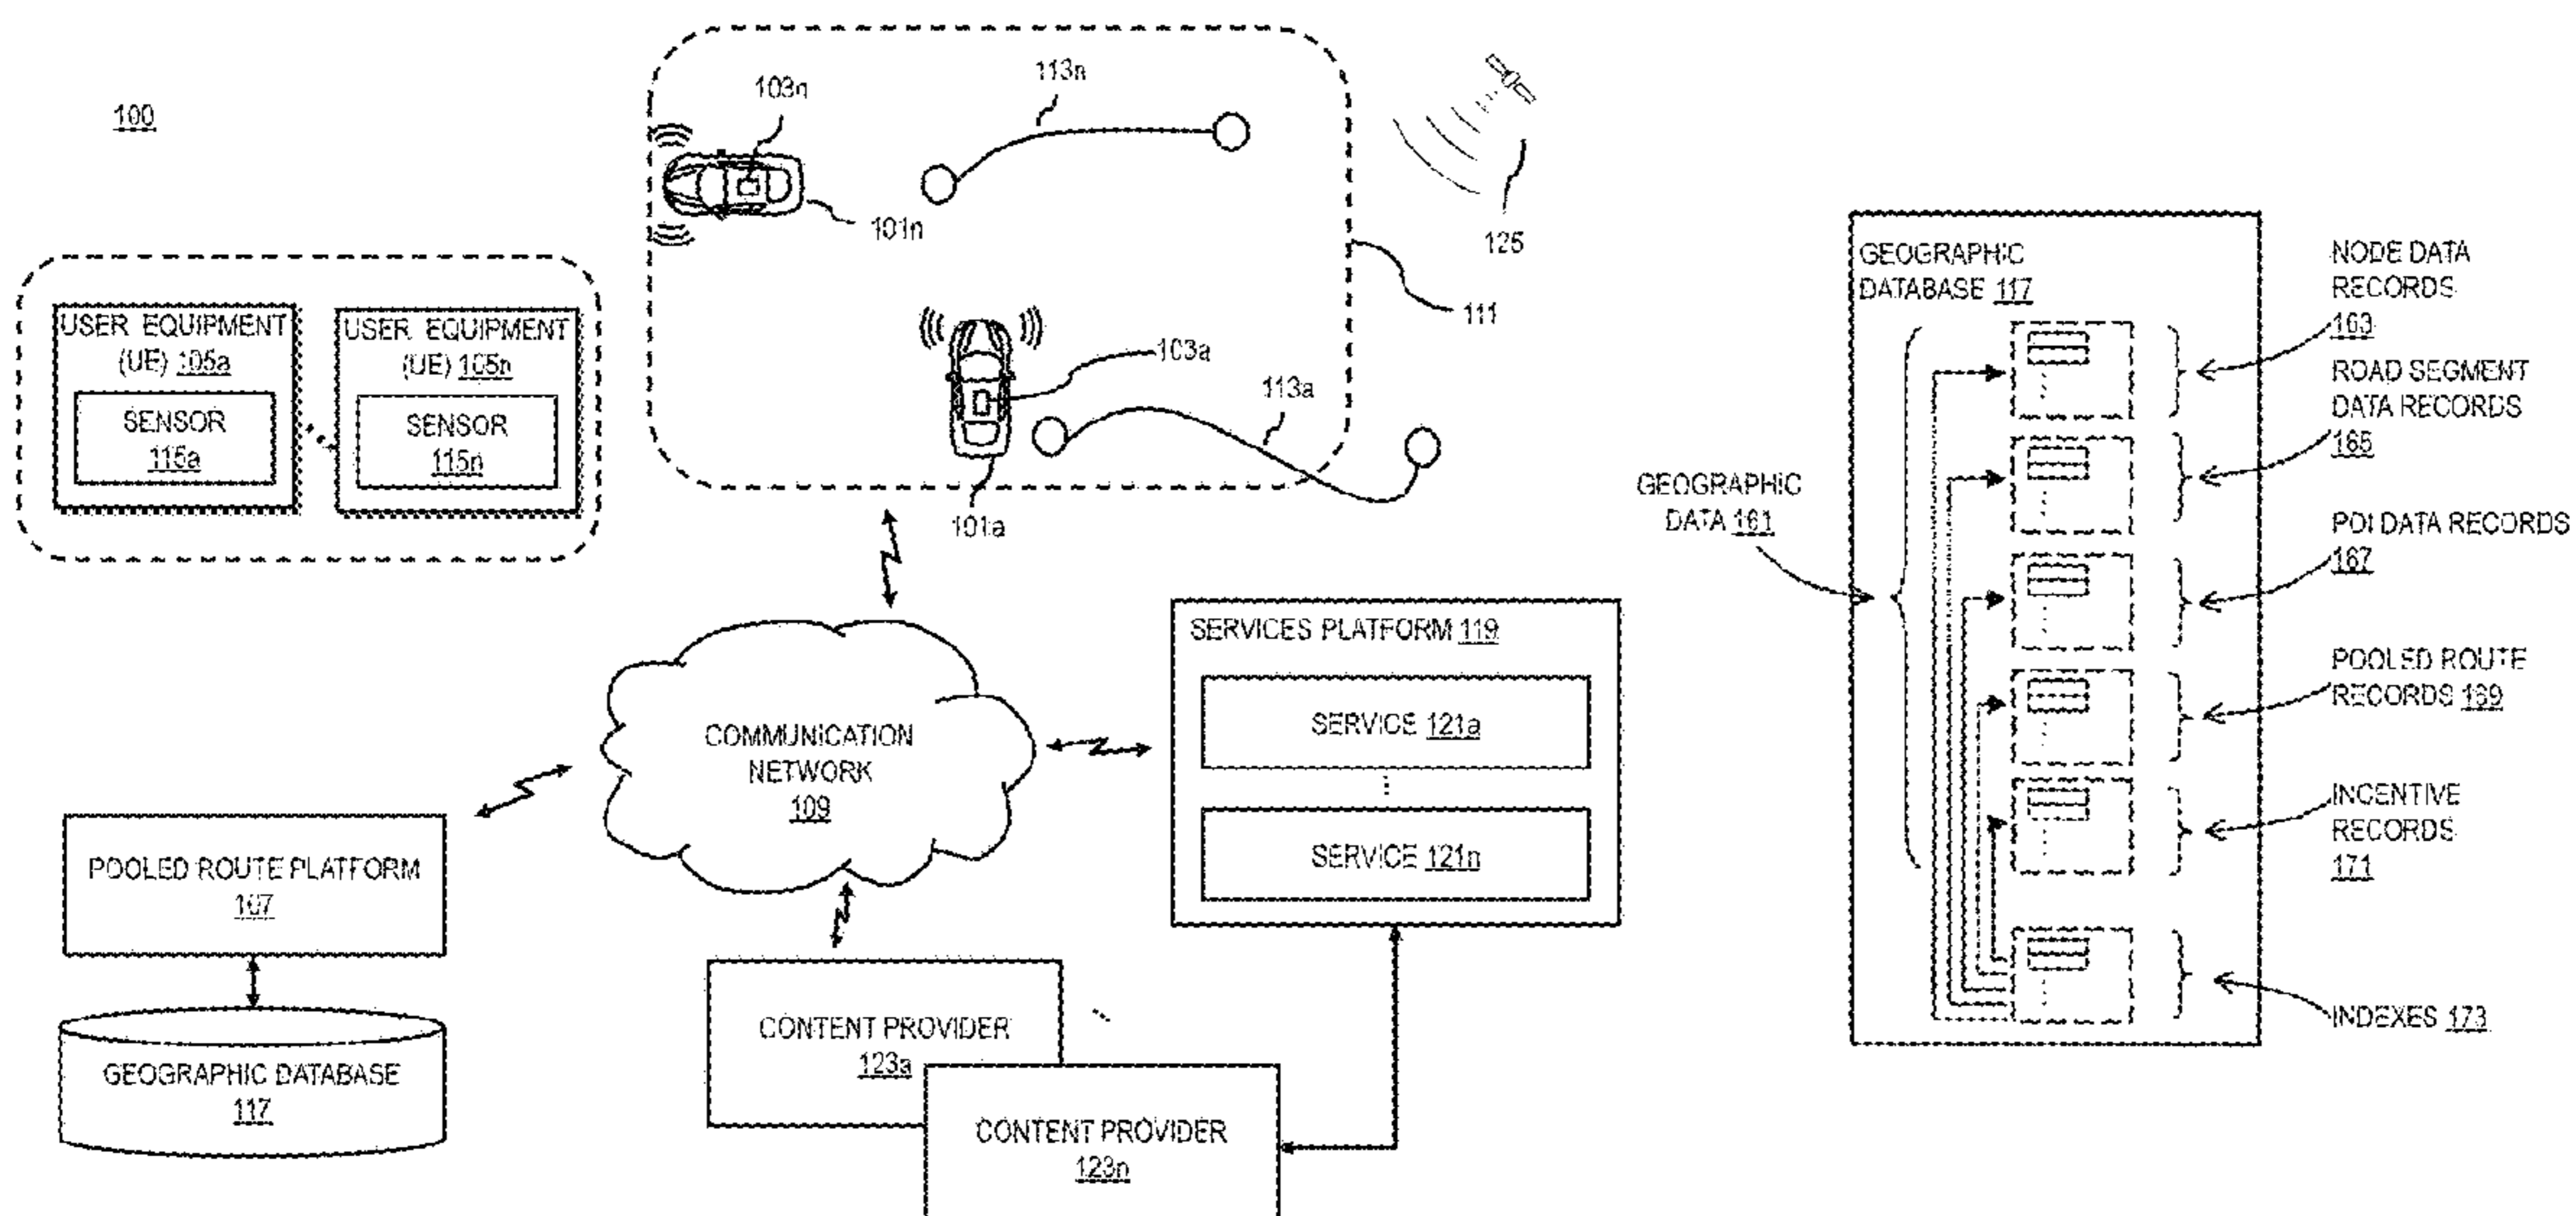 100
103n
113n
101n
125
111
103a
113a
101a
USER EQUIPMENT
(UE) 105a
SENSOR
115a
USER EQUIPMENT
(UE) 105n
SENSOR
115n
COMMUNICATION
NETWORK
109
SERVICES PLATFORM 119
SERVICE 121a
SERVICE 121n
POOLED ROUTE PLATFORM
107
GEOGRAPHIC DATABASE
117
CONTENT PROVIDER
123a
CONTENT PROVIDER
123n
GEOGRAPHIC
DATABASE 117
GEOGRAPHIC
DATA 161
NODE DATA
RECORDS
163
ROAD SEGMENT
DATA RECORDS
165
POI DATA RECORDS
167
POOLED ROUTE
RECORDS 169
INCENTIVE
RECORDS
171
INDEXES 173